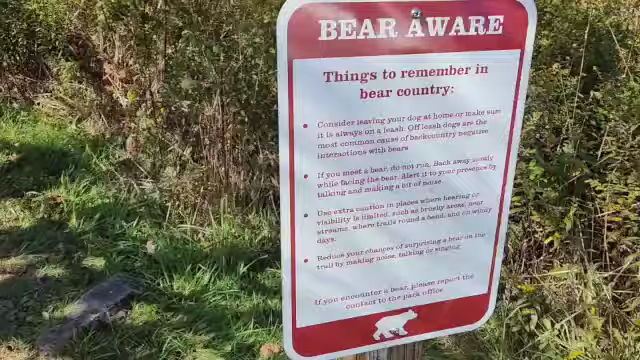 BEAR AWARE
Things to remember in
bear country:
• Consider leaving your dog at home or make sure
it is always on a leash. Off leash dogs are the
most common cause of backcountry negative
interactions with bears
• If you meet a bear, do not run. Back away slowly
while facing the bear. Alert it to your presence by
talking and making a bit of noise.
• Use extra caution in places where hearing or
visibility is limited, such as brushy areas, near
streams, where trails round a bend, and on windy
days.
• Reduce your chances of surprising a bear on the
trail by making noise, talking or singing
If you encounter a bear, please report the
contact to the park office.